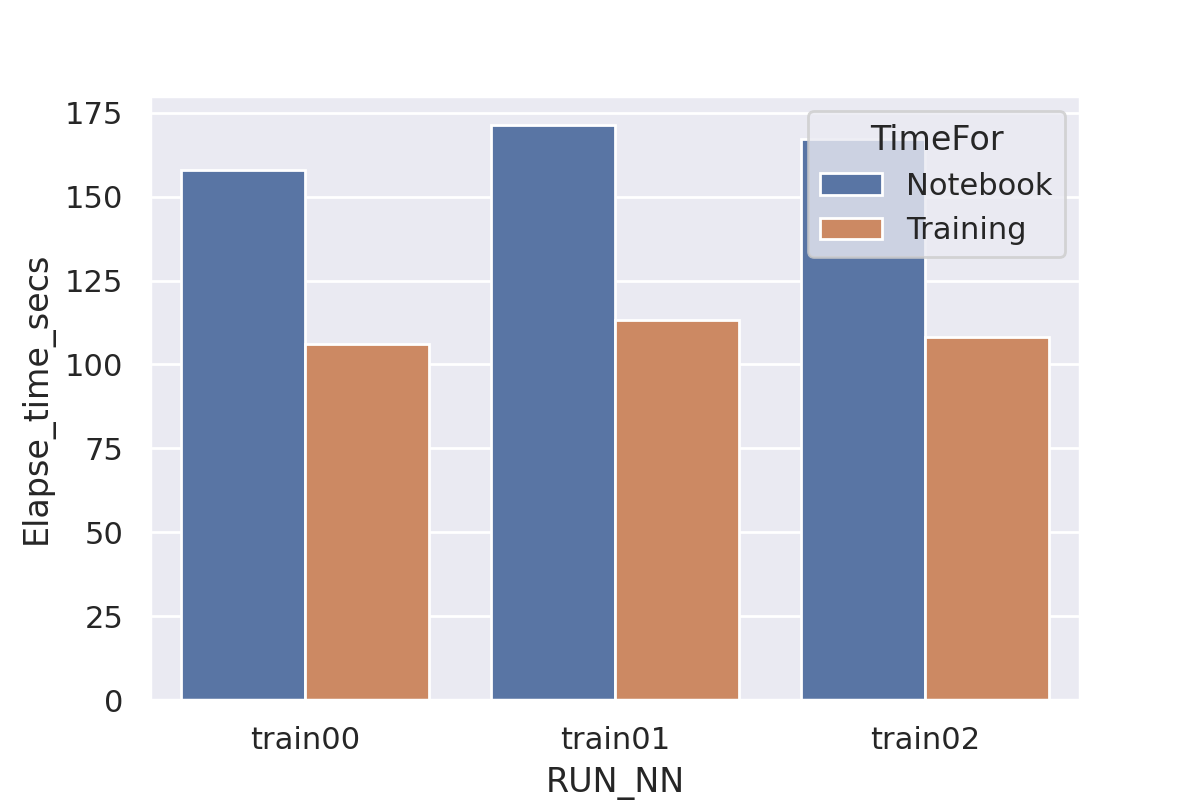 175
150
125
100
75
50
25
0
Elapse_time_secs
TimeFor
Notebook
Training
train00
train01
train02
RUN_NN